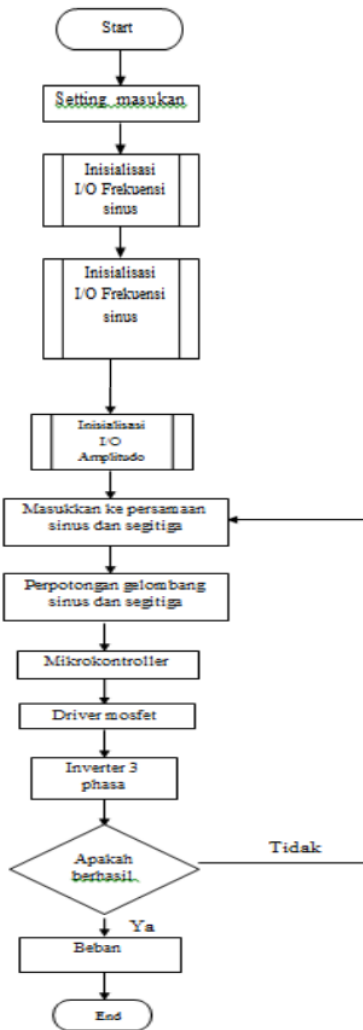 Start
Setting masukan
Inisialisasi
I/O Frekuensi
sinus
Inisialisasi
I/O Frekuensi
sinus
Inisialisasi
I/O
Amplitudo
Masukkan ke persamaan
sinus dan segitiga
Perpotongan gelombang
sinus dan segitiga
Mikrokontroller
Driver mosfet
Inverter 3
phasa
Apakah
berhasil
Tidak
Ya
Beban
End